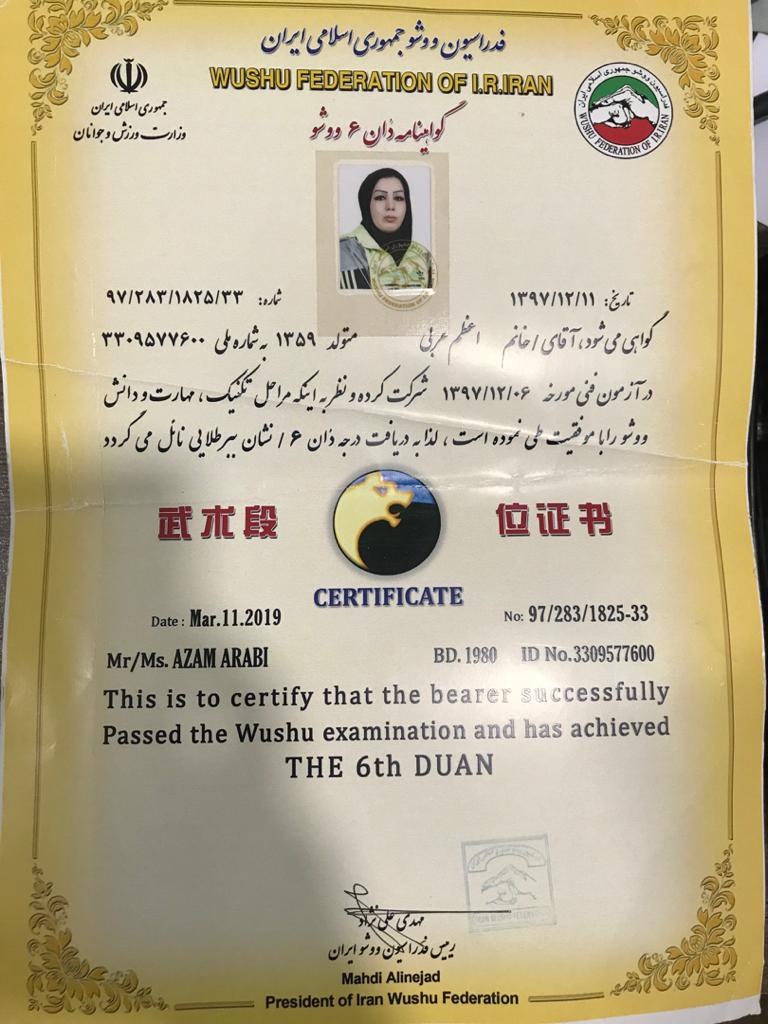 فدراسیون ووشو جمهوری اسلامی ایران
WUSHU FEDERATION OF I.R.IRAN
جمهوری اسلامی ایران
وزارت ورزش و جوانان
فدراسیون ووشو جمهوری اسلامی ایران
WUSHU FEDERATION OF I.R.IRAN
گواهینامه دان ۶ ووشو
تاریخ: ۱۳۹۷/۱۲/۱۱ شماره: ۹۷/۲۸۳/۱۸۲۵/۳۳
گواهی می شود، آقای / خانم اعظم عربی متولد ۱۳۵۹ به شماره ملی ۳۳۰۹۵۷۷۶۰۰
در آزمون فنی مورخه ۱۳۹۷/۱۲/۰۶ شرکت کرده و نظر به اینکه مراحل تکنیک ، مهارت و دانش
ووشو را با موفقیت طی نموده است ، لذا به دریافت درجه دان ۶ / نشان ببر طلایی نائل می گردد
武术段 位证书
CERTIFICATE
Date : Mar.11.2019 No: 97/283/1825-33
Mr/Ms. AZAM ARABI BD. 1980 ID No.3309577600
This is to certify that the bearer successfully
Passed the Wushu examination and has achieved
THE 6th DUAN
مهدی علی نژاد
رییس فدراسیون ووشو ایران
Mahdi Alinejad
President of Iran Wushu Federation